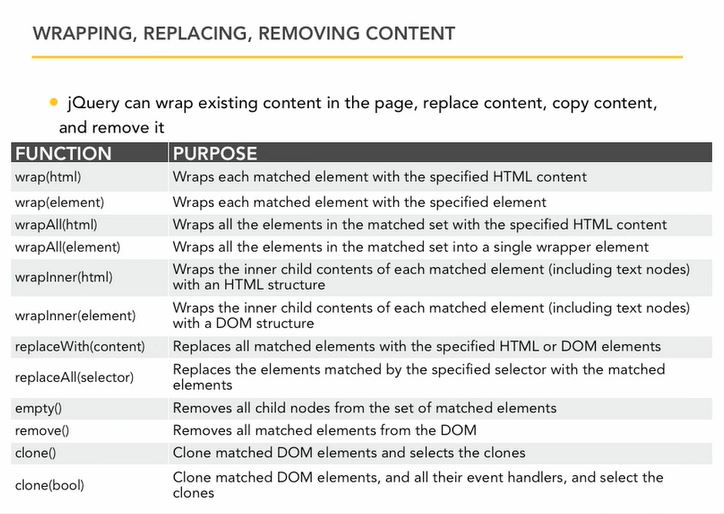 WRAPPING, REPLACING, REMOVING CONTENT
jQuery can wrap existing content in the page, replace content, copy content,
and remove it
FUNCTION PURPOSE
wrap(html) Wraps each matched element with the specified HTML content
wrap(element) Wraps each matched element with the specified element
wrapAll(html) Wraps all the elements in the matched set with the specified HTML content
wrapAll(element) Wraps all the elements in the matched set into a single wrapper element
wrapInner(html) Wraps the inner child contents of each matched element (including text nodes)
with an HTML structure
wrapInner(element) Wraps the inner child contents of each matched element (including text nodes)
with a DOM structure
replaceWith(content) Replaces all matched elements with the specified HTML or DOM elements
replaceAll(selector) Replaces the elements matched by the specified selector with the matched
elements
empty() Removes all child nodes from the set of matched elements
remove() Removes all matched elements from the DOM
clone() Clone matched DOM elements and selects the clones
clone(bool) Clone matched DOM elements, and all their event handlers, and select the
clones